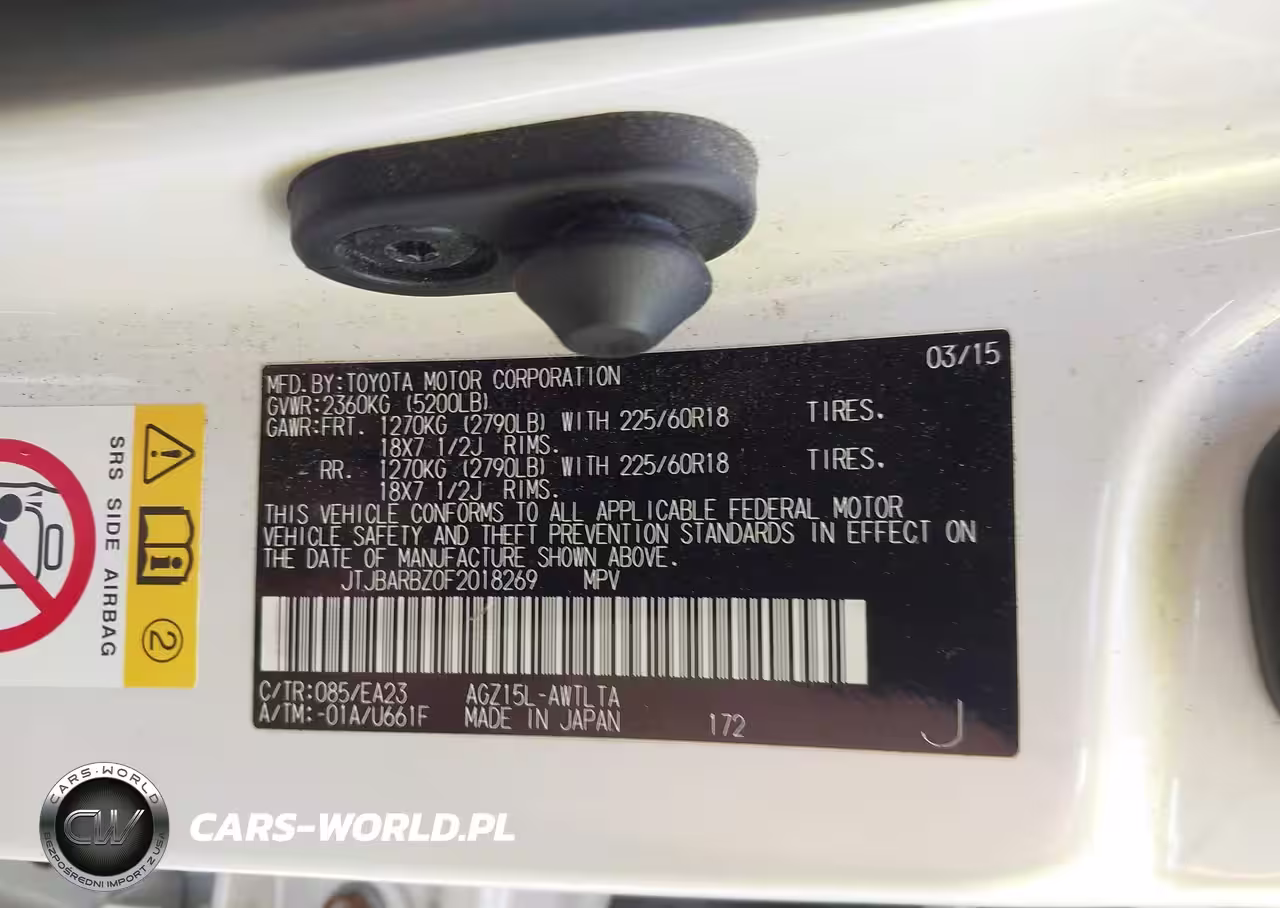 03/15
MFD. BY:TOYOTA MOTOR CORPORATION
GVWR:2360KG (5200LB)
GAWR:FRT. 1270KG (2790LB) WITH 225/60R18 TIRES.
18X7 1/2J RIMS.
RR. 1270KG (2790LB) WITH 225/60R18 TIRES.
18X7 1/2J RIMS.
THIS VEHICLE CONFORMS TO ALL APPLICABLE FEDERAL MOTOR
VEHICLE SAFETY AND THEFT PREVENTION STANDARDS IN EFFECT ON
THE DATE OF MANUFACTURE SHOWN ABOVE.
JTJBARBZ0F2018269 MPV
C/TR:085/EA23 AGZ15L-AWTLTA
A/TM:-01A/U661F MADE IN JAPAN 172
J
SRS SIDE AIRBAG
2
CARS-WORLD
CW
BEZPOŚREDNI IMPORT Z USA
CARS-WORLD.PL